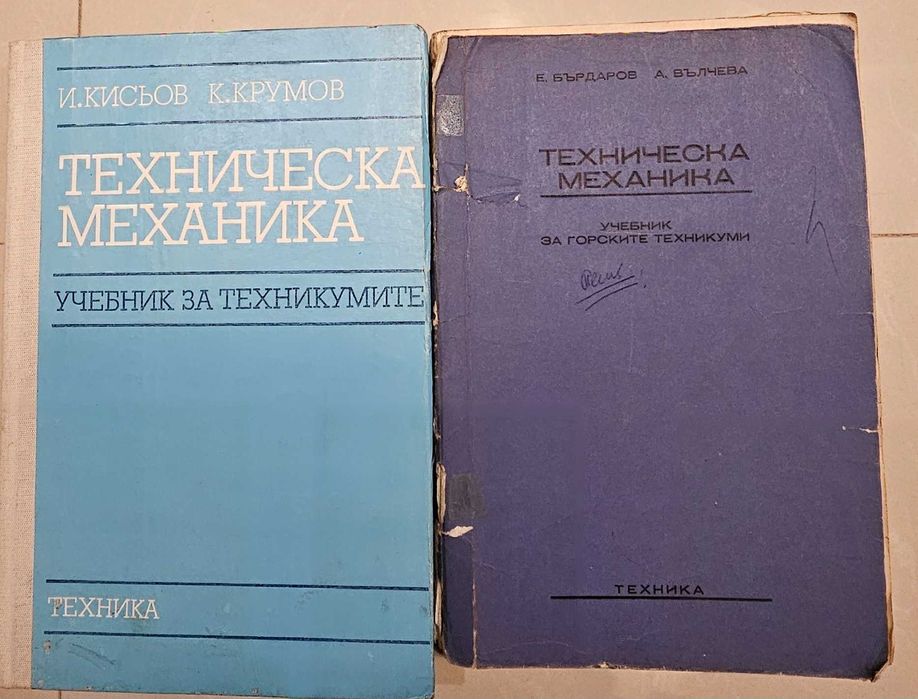 И.КИСЬОВ К.КРУМОВ
ТЕХНИЧЕСКА
МЕХАНИКА
УЧЕБНИК ЗА ТЕХНИКУМИТЕ
ТЕХНИКА
Е. БЪРДАРОВ А. ВЪЛЧЕВА
ТЕХНИЧЕСКА
МЕХАНИКА
УЧЕБНИК
ЗА ГОРСКИТЕ ТЕХНИКУМИ
ТЕХНИКА